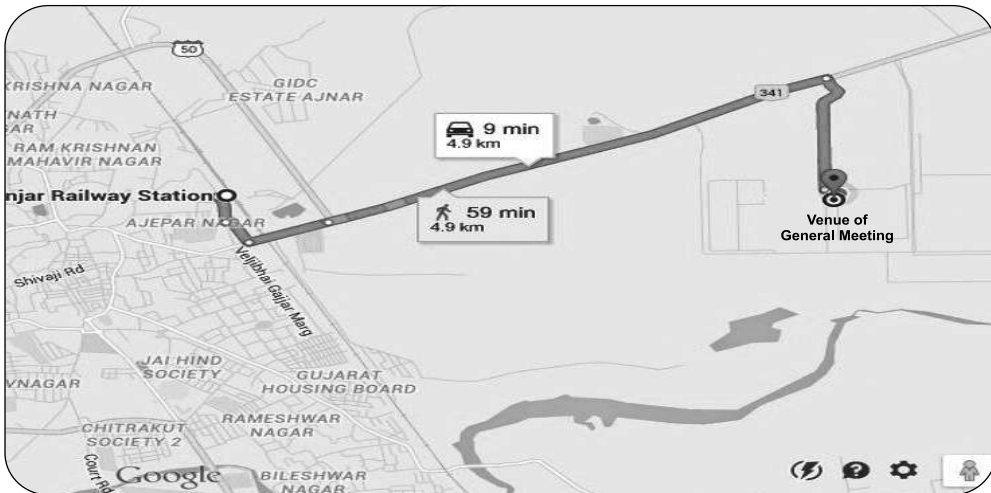 50
KRISHNA NAGAR
GIDC
ESTATE AJNAR
NATH
GAR
341
9 min
4.9 km
RAM KRISHNAN
MAHAVIR NAGAR
njar Railway Station
59 min
4.9 km
AJEPAR NAGAR
Venue of
General Meeting
Shivaji Rd
Veljibhai Gajjar Marg
JAI HIND
SOCIETY
GUJARAT
HOUSING BOARD
VNAGAR
RAMESHWAR
NAGAR
CHITRAKUT
SOCIETY 2
Court Rd
Google
BILESHWAR
NAGAR